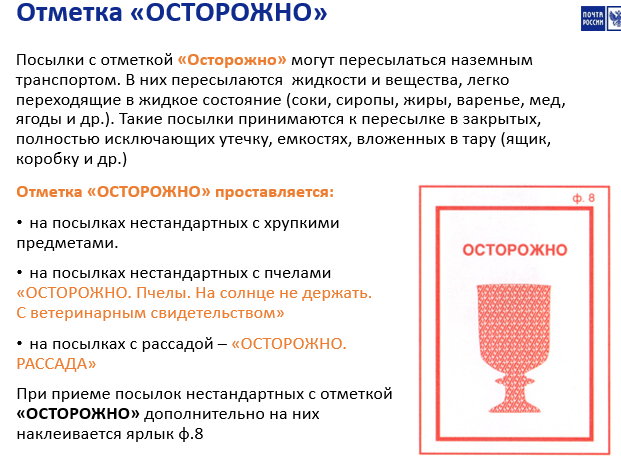 Отметка «ОСТОРОЖНО»
ПОЧТА
РОССИИ
Посылки с отметкой «Осторожно» могут пересылаться наземным
транспортом. В них пересылаются жидкости и вещества, легко
переходящие в жидкое состояние (соки, сиропы, жиры, варенье, мед,
ягоды и др.). Такие посылки принимаются к пересылке в закрытых,
полностью исключающих утечку, емкостях, вложенных в тару (ящик,
коробку и др.)
Отметка «ОСТОРОЖНО» проставляется:
• на посылках нестандартных с хрупкими
предметами.
• на посылках нестандартных с пчелами
«ОСТОРОЖНО. Пчелы. На солнце не держать.
С ветеринарным свидетельством»
• на посылках с рассадой – «ОСТОРОЖНО.
РАССАДА»
При приеме посылок нестандартных с отметкой
«ОСТОРОЖНО» дополнительно на них
наклеивается ярлык ф.8
ф. 8
ОСТОРОЖНО